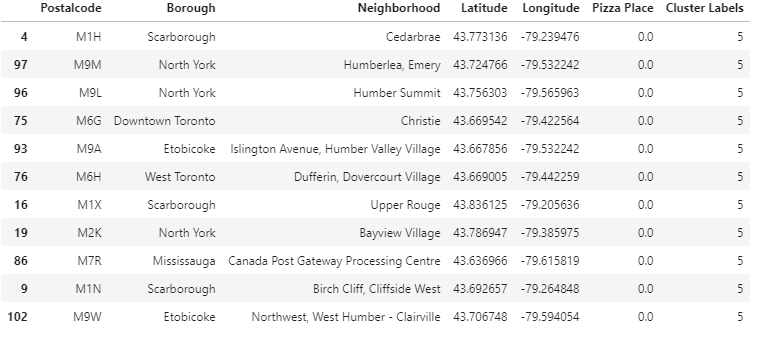 Postalcode Borough Neighborhood Latitude Longitude Pizza Place Cluster Labels
4 M1H Scarborough Cedarbrae 43.773136 -79.239476 0.0 5
97 M9M North York Humberlea, Emery 43.724766 -79.532242 0.0 5
96 M9L North York Humber Summit 43.756303 -79.565963 0.0 5
75 M6G Downtown Toronto Christie 43.669542 -79.422564 0.0 5
93 M9A Etobicoke Islington Avenue, Humber Valley Village 43.667856 -79.532242 0.0 5
76 M6H West Toronto Dufferin, Dovercourt Village 43.669005 -79.442259 0.0 5
16 M1X Scarborough Upper Rouge 43.836125 -79.205636 0.0 5
19 M2K North York Bayview Village 43.786947 -79.385975 0.0 5
86 M7R Mississauga Canada Post Gateway Processing Centre 43.636966 -79.615819 0.0 5
9 M1N Scarborough Birch Cliff, Cliffside West 43.692657 -79.264848 0.0 5
102 M9W Etobicoke Northwest, West Humber - Clairville 43.706748 -79.594054 0.0 5